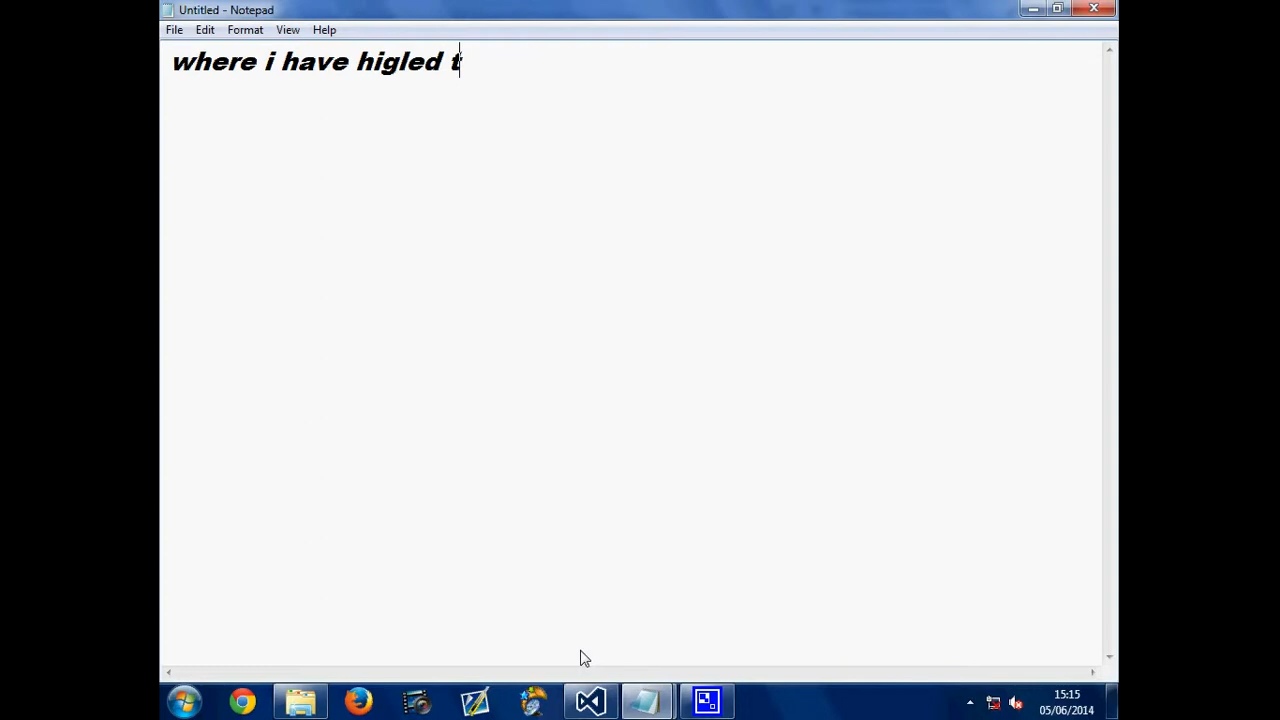 Untitled - Notepad
File Edit Format View Help
where i have higled t
15:15
05/06/2014